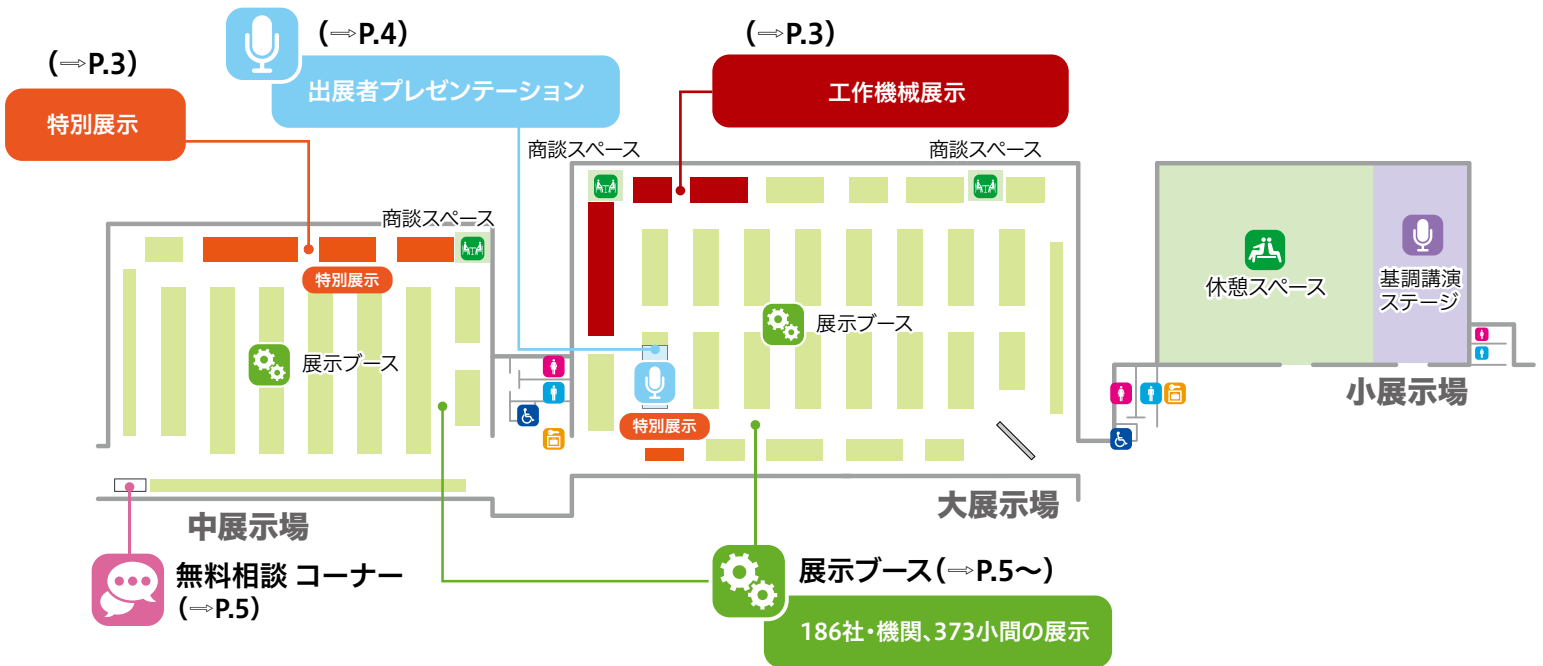 (⇒P.3)
特別展示
(⇒P.4)
出展者プレゼンテーション
(⇒P.3)
工作機械展示
商談スペース
商談スペース
商談スペース
特別展示
展示ブース
展示ブース
特別展示
休憩スペース
基調講演
ステージ
小展示場
大展示場
中展示場
無料相談 コーナー
(⇒P.5)
展示ブース(⇒P.5〜)
186社・機関、373小間の展示